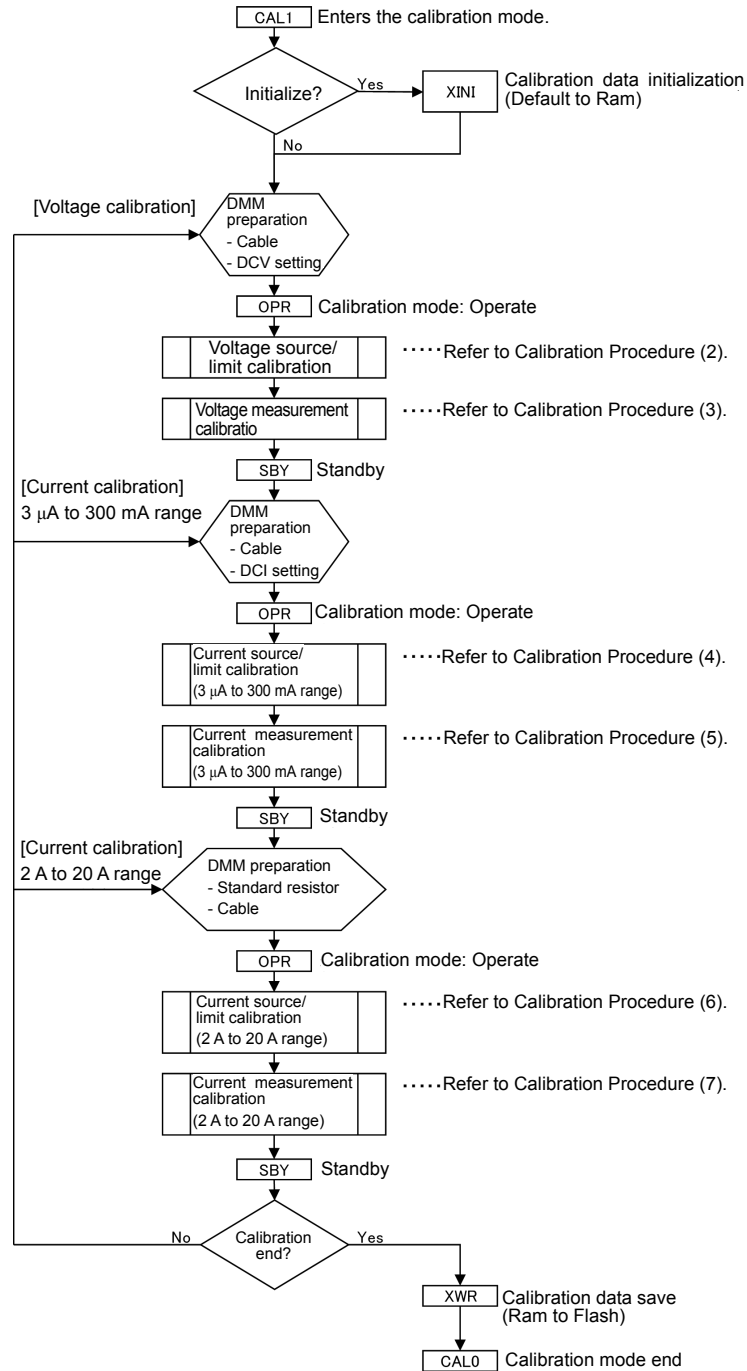 CAL1 Enters the calibration mode.
Initialize?
Yes
XINI
Calibration data initialization
(Default to Ram)
No
[Voltage calibration]
DMM
preparation
- Cable
- DCV setting
OPR Calibration mode: Operate
Voltage source/
limit calibration
·····Refer to Calibration Procedure (2).
Voltage measurement
calibratio
·····Refer to Calibration Procedure (3).
SBY Standby
[Current calibration]
3 μA to 300 mA range
DMM
preparation
- Cable
- DCI setting
OPR Calibration mode: Operate
Current source/
limit calibration
(3 μA to 300 mA range)
·····Refer to Calibration Procedure (4).
Current measurement
calibration
(3 μA to 300 mA range)
·····Refer to Calibration Procedure (5).
SBY Standby
[Current calibration]
2 A to 20 A range
DMM preparation
- Standard resistor
- Cable
OPR Calibration mode: Operate
Current source/
limit calibration
(2 A to 20 A range)
·····Refer to Calibration Procedure (6).
Current measurement
calibration
(2 A to 20 A range)
·····Refer to Calibration Procedure (7).
SBY Standby
No
Calibration
end?
Yes
XWR
Calibration data save
(Ram to Flash)
CAL0 Calibration mode end